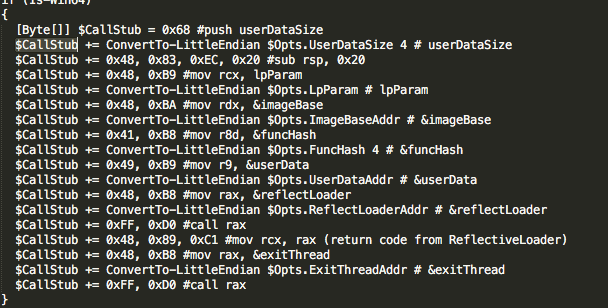 if (Is-Win64)
{
[Byte[]] $CallStub = 0x68 #push userDataSize
$CallStub += ConvertTo-LittleEndian $Opts.UserDataSize 4 # userDataSize
$CallStub += 0x48, 0x83, 0xEC, 0x20 #sub rsp, 0x20
$CallStub += 0x48, 0xB9 #mov rcx, lpParam
$CallStub += ConvertTo-LittleEndian $Opts.LpParam # lpParam
$CallStub += 0x48, 0xBA #mov rdx, &imageBase
$CallStub += ConvertTo-LittleEndian $Opts.ImageBaseAddr # &imageBase
$CallStub += 0x41, 0xB8 #mov r8d, &funcHash
$CallStub += ConvertTo-LittleEndian $Opts.FuncHash 4 # &funcHash
$CallStub += 0x49, 0xB9 #mov r9, &userData
$CallStub += ConvertTo-LittleEndian $Opts.UserDataAddr # &userData
$CallStub += 0x48, 0xB8 #mov rax, &reflectLoader
$CallStub += ConvertTo-LittleEndian $Opts.ReflectLoaderAddr # &reflectLoader
$CallStub += 0xFF, 0xD0 #call rax
$CallStub += 0x48, 0x89, 0xC1 #mov rcx, rax (return code from ReflectiveLoader)
$CallStub += 0x48, 0xB8 #mov rax, &exitThread
$CallStub += ConvertTo-LittleEndian $Opts.ExitThreadAddr # &exitThread
$CallStub += 0xFF, 0xD0 #call rax
}